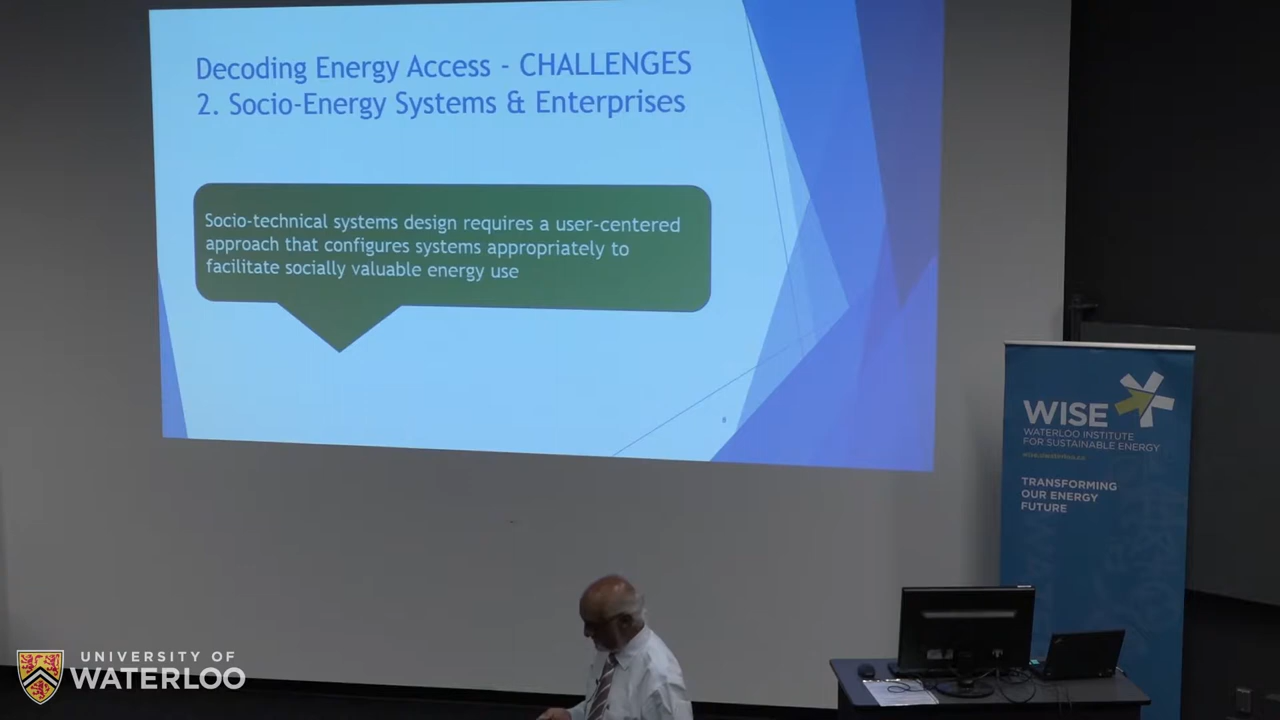 Decoding Energy Access - CHALLENGES
2. Socio-Energy Systems & Enterprises
Socio-technical systems design requires a user-centered
approach that configures systems appropriately to
facilitate socially valuable energy use
WISE
WATERLOO INSTITUTE
FOR SUSTAINABLE ENERGY
TRANSFORMING
OUR ENERGY
FUTURE
UNIVERSITY OF
WATERLOO